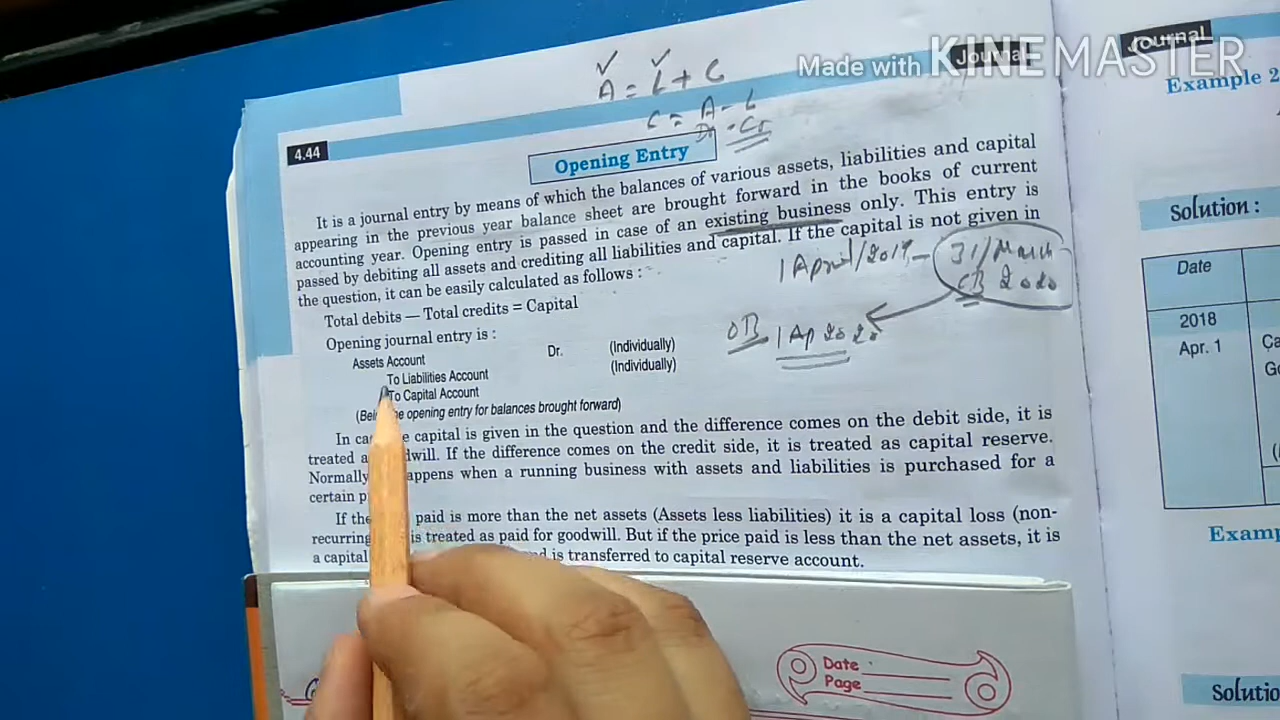 Made with KINEMASTER
Journal
Journal
A = L + C
C = A - L
Dr - Cr
4.44
Opening Entry
It is a journal entry by means of which the balances of various assets, liabilities and capital
appearing in the previous year balance sheet are brought forward in the books of current
accounting year. Opening entry is passed in case of an existing business only. This entry is
passed by debiting all assets and crediting all liabilities and capital. If the capital is not given in
the question, it can be easily calculated as follows :
1 April/2019 - 31/March
CB 2020
OB 1 Ap 2020
Total debits — Total credits = Capital
Opening journal entry is :
Assets Account Dr. (Individually)
To Liabilities Account (Individually)
To Capital Account
opening entry for balances brought forward)
In capital is given in the question and the difference comes on the debit side, it is
treated If the difference comes on the credit side, it is treated as capital reserve.
Normally when a running business with assets and liabilities is purchased for a
certain
If the paid is more than the net assets (Assets less liabilities) it is a capital loss (non-
recurring is treated as paid for goodwill. But if the price paid is less than the net assets, it is
a capital is transferred to capital reserve account.
Date
Page
Example 2
Solution :
Date
2018
Apr. 1
Examp
Solutio